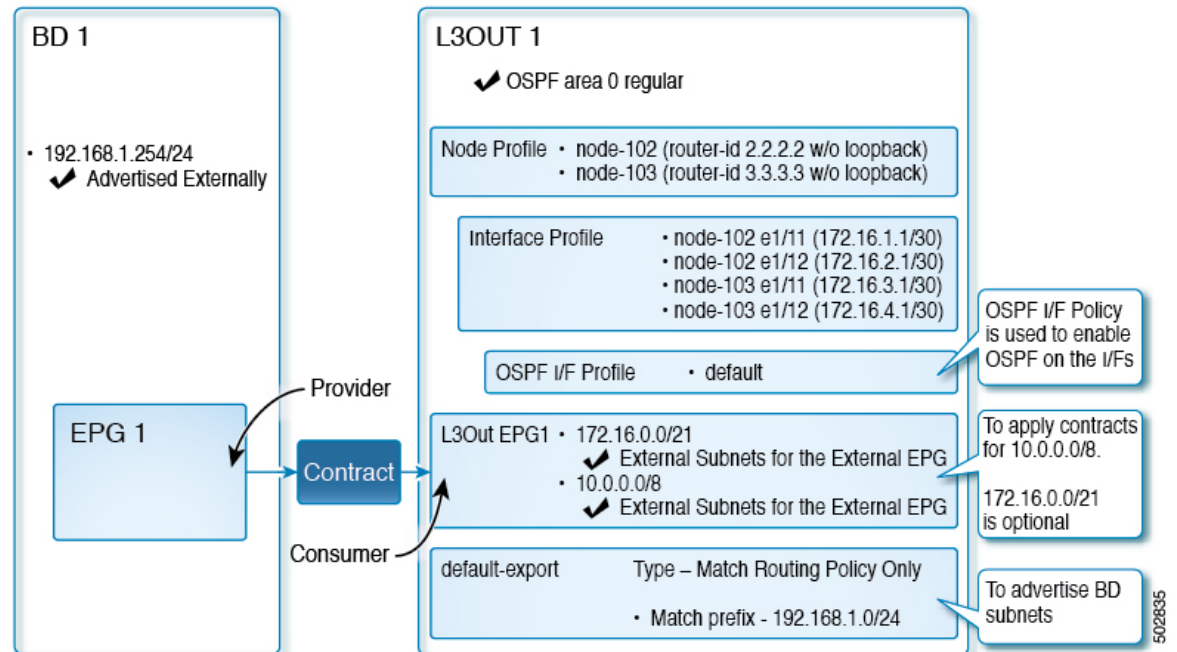 BD 1
• 192.168.1.254/24
✔ Advertised Externally
EPG 1
Provider
Contract
Consumer
L3OUT 1
✔ OSPF area 0 regular
Node Profile • node-102 (router-id 2.2.2.2 w/o loopback)
• node-103 (router-id 3.3.3.3 w/o loopback)
Interface Profile • node-102 e1/11 (172.16.1.1/30)
• node-102 e1/12 (172.16.2.1/30)
• node-103 e1/11 (172.16.3.1/30)
• node-103 e1/12 (172.16.4.1/30)
OSPF I/F Profile • default
OSPF I/F Policy
is used to enable
OSPF on the I/Fs
L3Out EPG1 • 172.16.0.0/21
✔ External Subnets for the External EPG
• 10.0.0.0/8
✔ External Subnets for the External EPG
To apply contracts
for 10.0.0.0/8.
172.16.0.0/21
is optional
default-export Type – Match Routing Policy Only
• Match prefix - 192.168.1.0/24
To advertise BD
subnets
502835